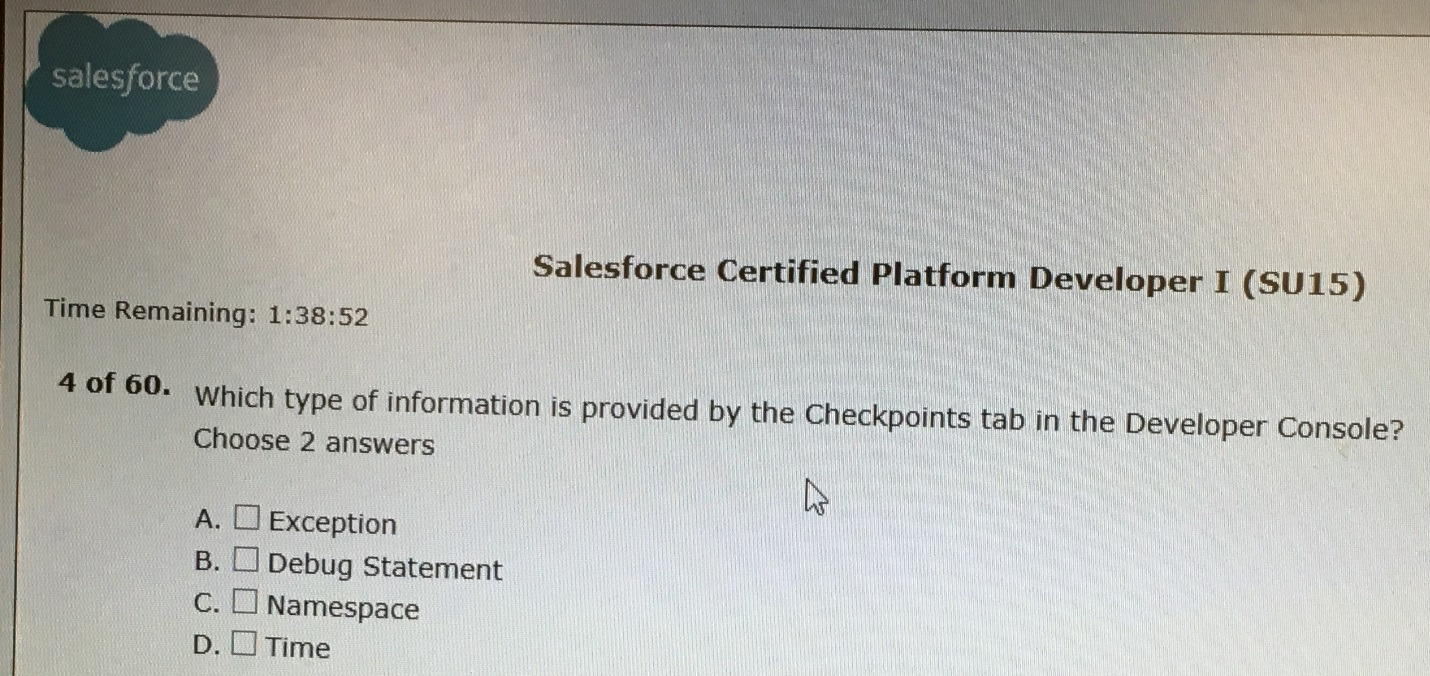 salesforce
Salesforce Certified Platform Developer I (SU15)
Time Remaining: 1:38:52
4 of 60. Which type of information is provided by the Checkpoints tab in the Developer Console?
Choose 2 answers
A. Exception
B. Debug Statement
C. Namespace
D. Time